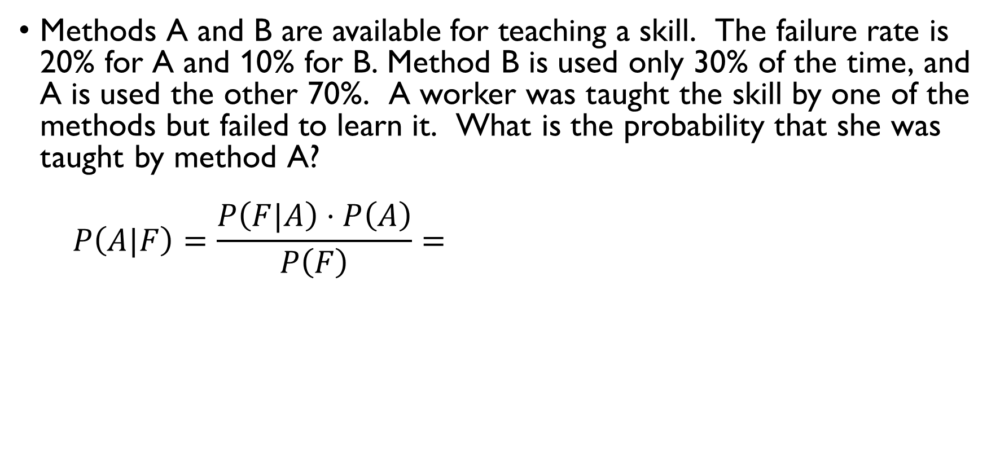 • Methods A and B are available for teaching a skill.  The failure rate is
20% for A and 10% for B. Method B is used only 30% of the time, and
A is used the other 70%.  A worker was taught the skill by one of the
methods but failed to learn it.  What is the probability that she was
taught by method A?
P(A|F) = \frac{P(F|A) · P(A)}{P(F)} =